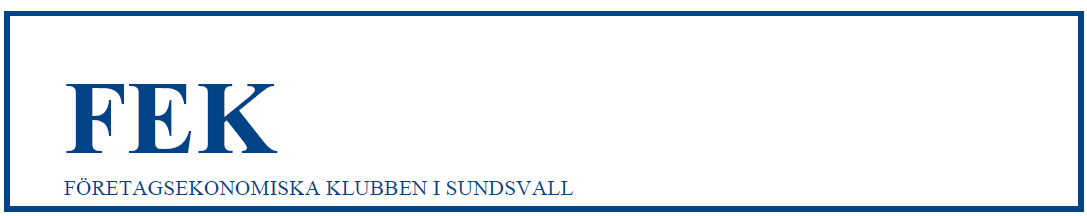 FEK
FÖRETAGSEKONOMISKA KLUBBEN I SUNDSVALL